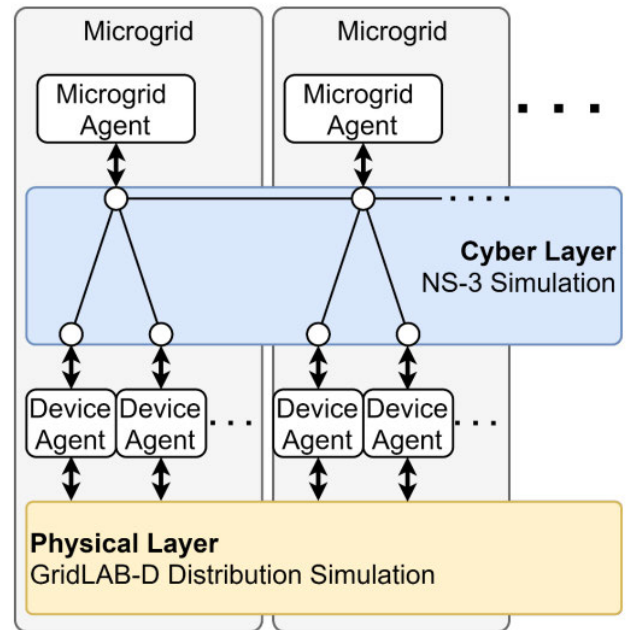 Microgrid
Microgrid
Microgrid
Agent
Microgrid
Agent
Cyber Layer
NS-3 Simulation
Device
Agent
Device
Agent
Device
Agent
Device
Agent
Physical Layer
GridLAB-D Distribution Simulation